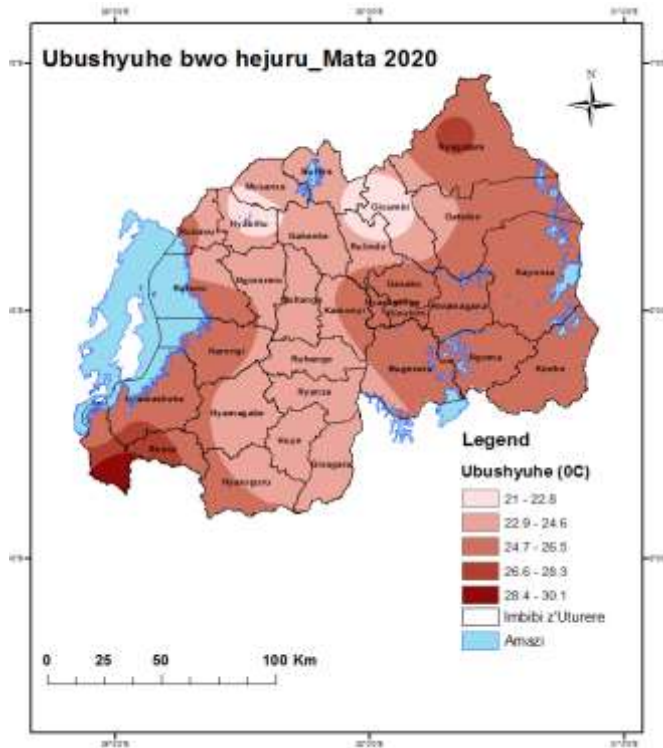 Ubushyuhe bwo hejuru_Mata 2020
N
Nyagatare
Burera
Musanze
Gicumbi
Gatsibo
Nyabihu
Rubavu
Gakenke
Rulindo
Kayonza
Ngororero
Rutsiro
Gasabo
Muhanga
Kamonyi
Rwamagana
Karongi
Ruhango
Bugesera
Ngoma
Kirehe
Nyanza
Nyamasheke
Nyamagabe
Huye
Rusizi
Gisagara
Nyaruguru
Legend
Ubushyuhe (0C)
21 - 22.8
22.9 - 24.6
24.7 - 26.5
26.6 - 28.3
28.4 - 30.1
Imbibi z'Uturere
Amazi
0 25 50 100 Km